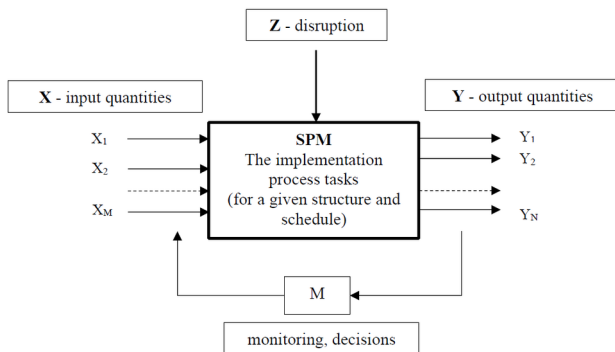 Z - disruption
X - input quantities
Y - output quantities
X1
X2
XM
SPM
The implementation
process tasks
(for a given structure and
schedule)
Y1
Y2
YN
M
monitoring, decisions